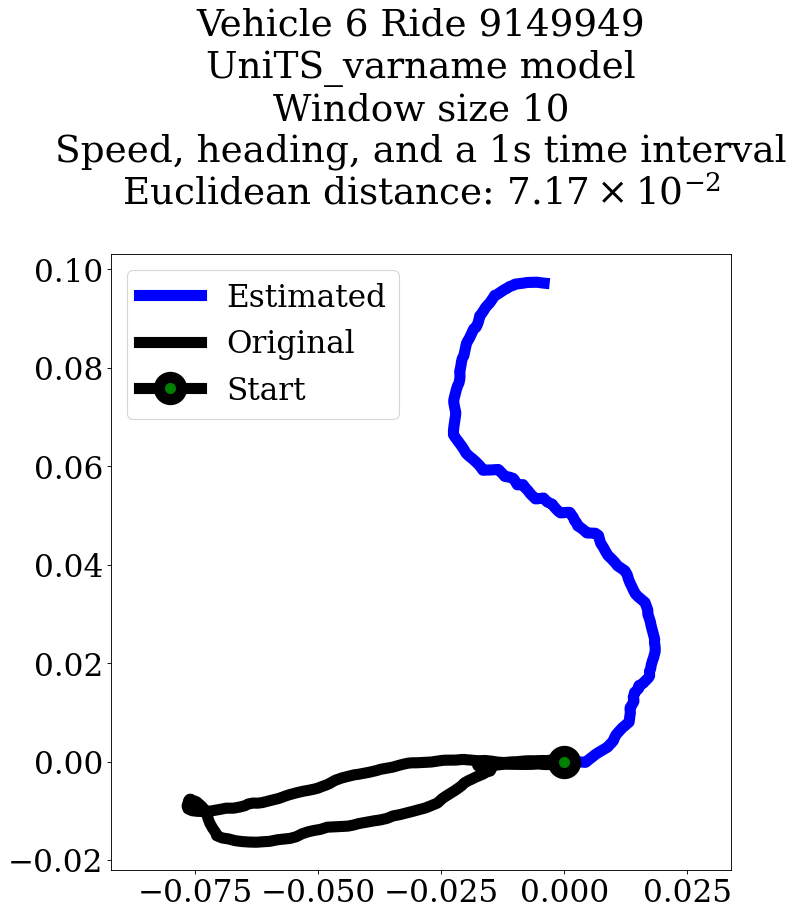 Vehicle 6 Ride 9149949
UniTS_varname model
Window size 10
Speed, heading, and a 1s time interval
Euclidean distance: 7.17 × 10⁻²
Estimated
Original
Start
0.10
0.08
0.06
0.04
0.02
0.00
−0.02
−0.075 −0.050 −0.025 0.000 0.025